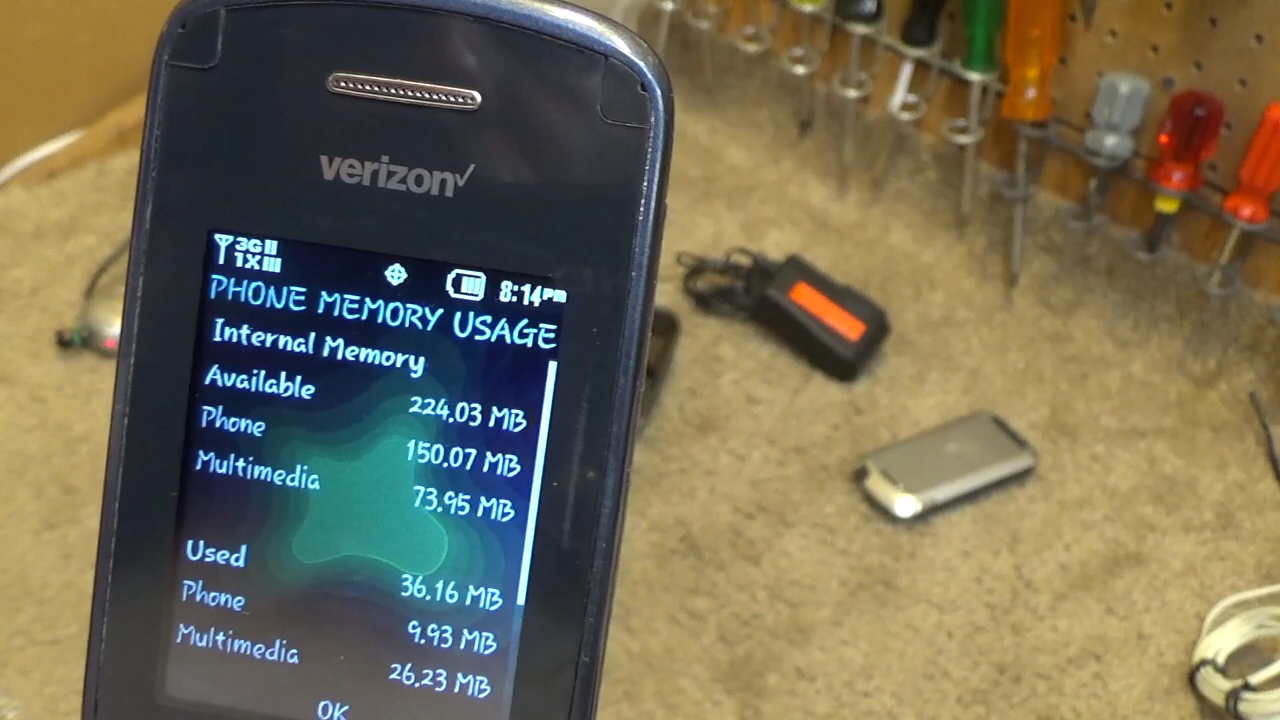 verizon
3G
1X
8:14PM
PHONE MEMORY USAGE
Internal Memory
Available
224.03 MB
Phone
150.07 MB
Multimedia
73.95 MB
Used
36.16 MB
Phone
9.93 MB
Multimedia
26.23 MB
OK